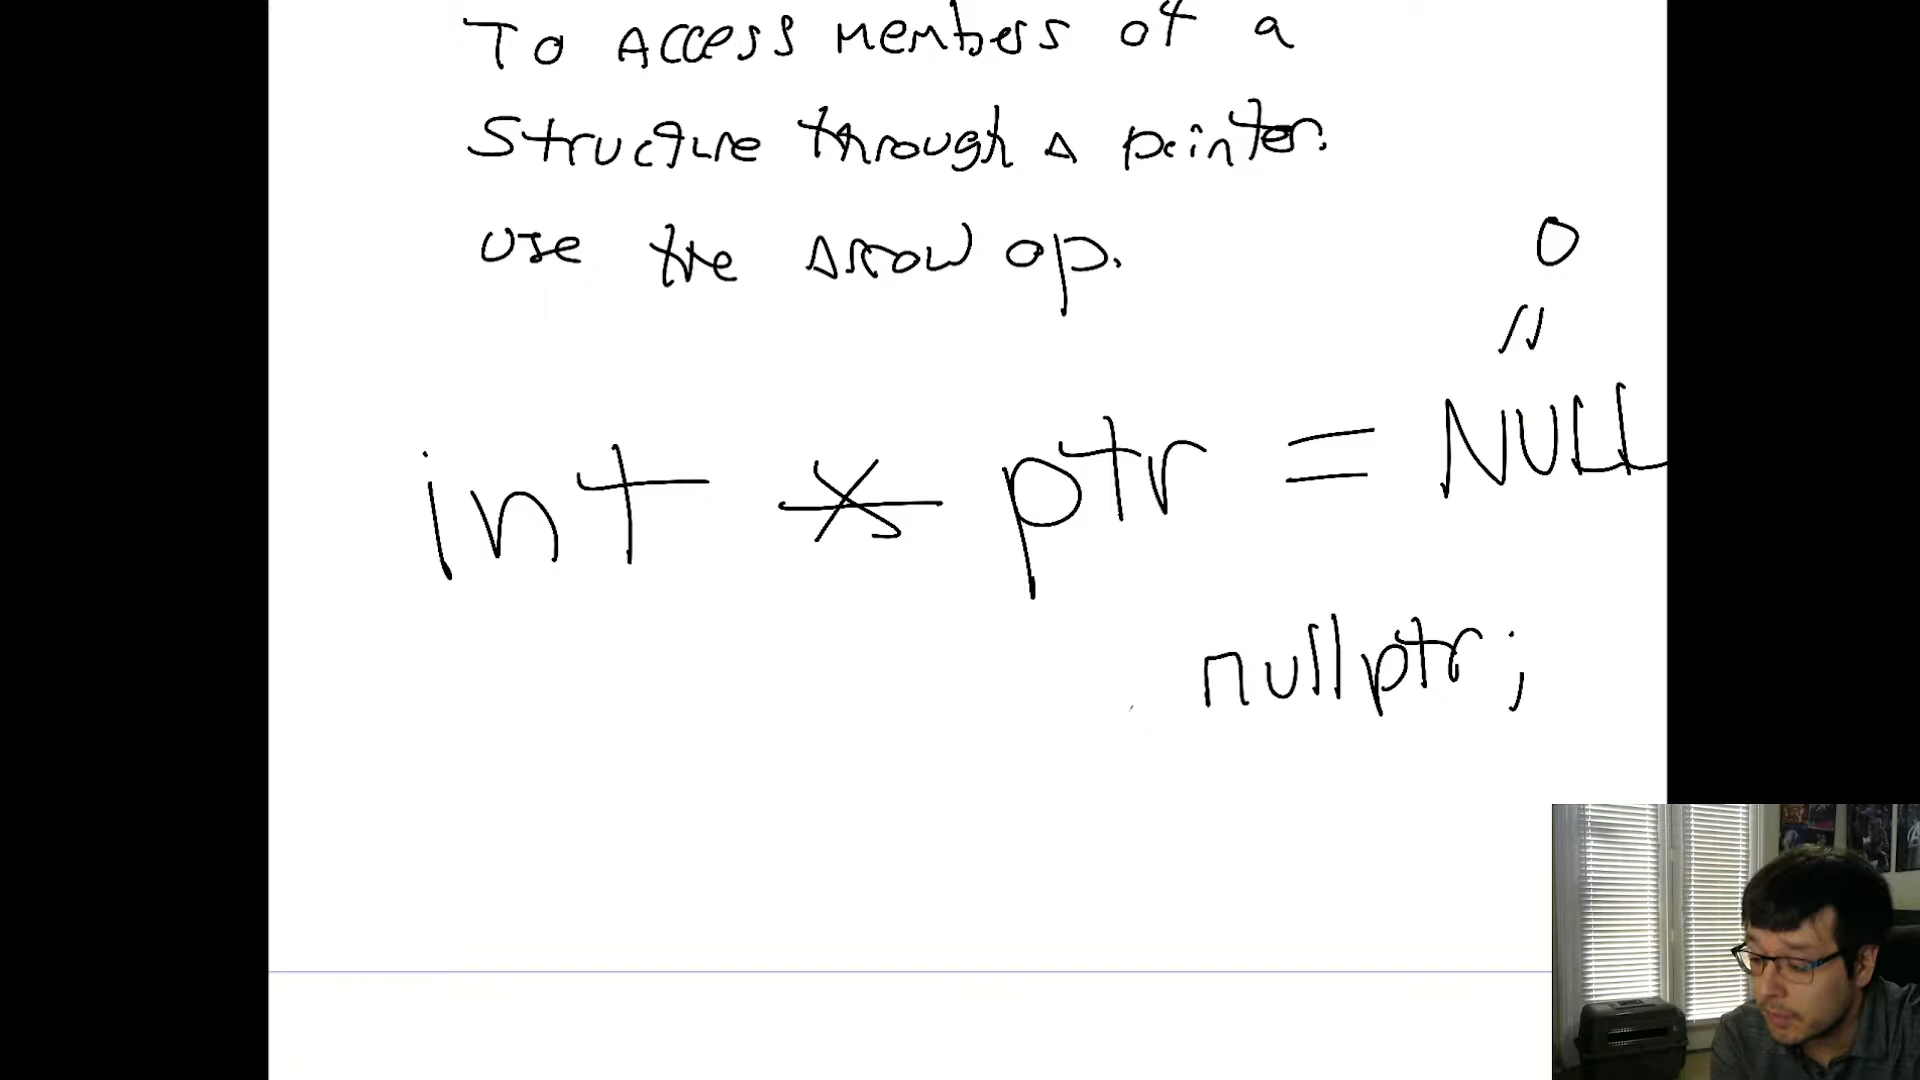 To Access Members of a
Structure through a pointer.
use the Arrow op.
0
"
int * ptr = NULL
nullptr;